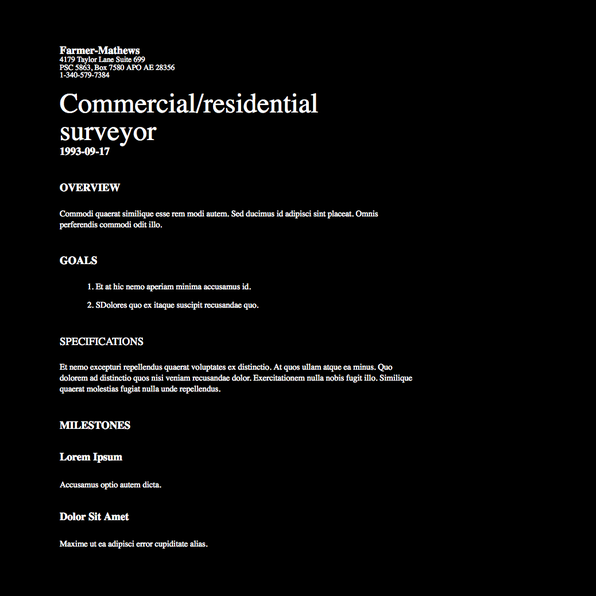 Farmer-Mathews
4179 Taylor Lane Suite 699
PSC 5863, Box 7580 APO AE 28356
1-340-579-7384
Commercial/residential
surveyor
1993-09-17
OVERVIEW
Commodi quaerat similique esse rem modi autem. Sed ducimus id adipisci sint placeat. Omnis
perferendis commodi odit illo.
GOALS
1. Et at hic nemo aperiam minima accusamus id.
2. SDolores quo ex itaque suscipit recusandae quo.
SPECIFICATIONS
Et nemo excepturi repellendus quaerat voluptates ex distinctio. At quos ullam atque ea minus. Quo
dolorem ad distinctio quos nisi veniam recusandae dolor. Exercitationem nulla nobis fugit illo. Similique
quaerat molestias fugiat nulla unde repellendus.
MILESTONES
Lorem Ipsum
Accusamus optio autem dicta.
Dolor Sit Amet
Maxime ut ea adipisci error cupiditate alias.